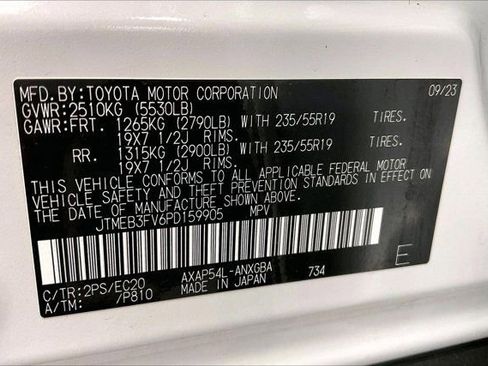 MFD.BY:TOYOTA MOTOR CORPORATION 09/23
GVWR:2510KG (5530LB)
GAWR:FRT. 1265KG (2790LB) WITH 235/55R19 TIRES.
19X7 1/2J RIMS.
RR. 1315KG (2900LB) WITH 235/55R19 TIRES.
19X7 1/2J RIMS.
THIS VEHICLE CONFORMS TO ALL APPLICABLE FEDERAL MOTOR
VEHICLE SAFETY AND THEFT PREVENTION STANDARDS IN EFFECT ON
THE DATE OF MANUFACTURE SHOWN ABOVE.
JTMEB3FV6PD159905 MPV
C/TR:2PS/EC20 AXAP54L-ANXGBA 734 E
A/TM: /P810 MADE IN JAPAN